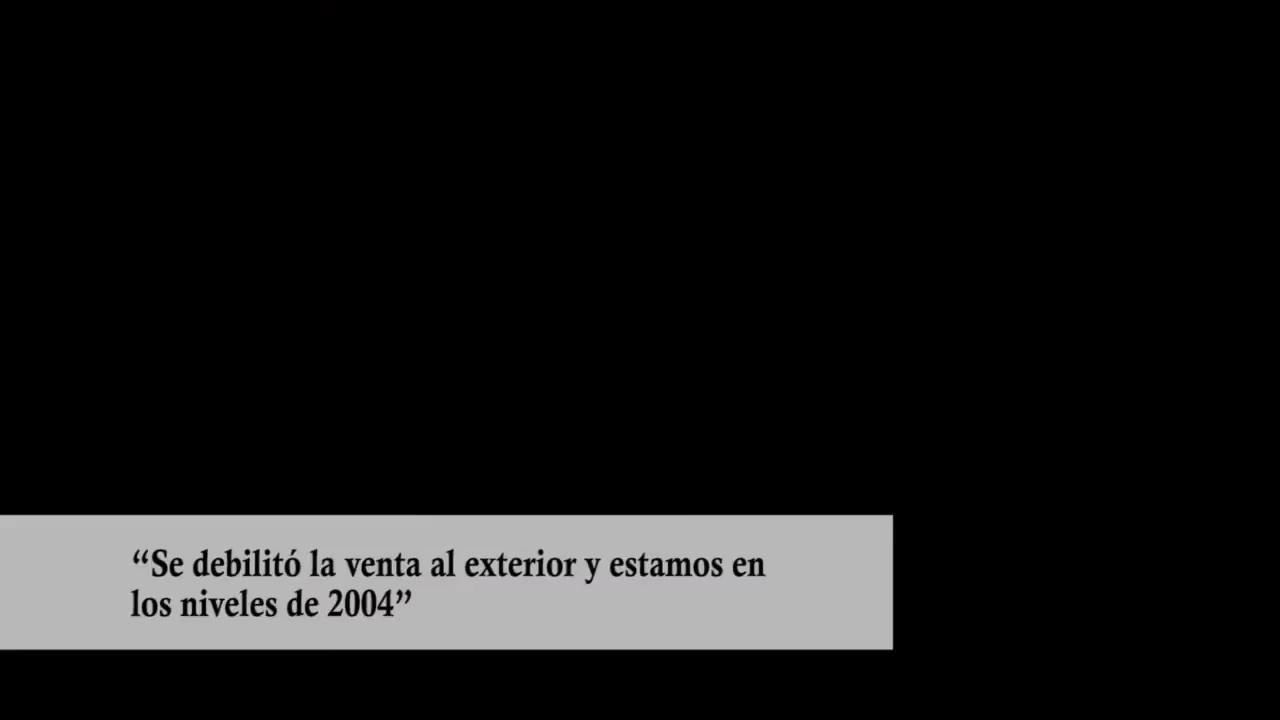 “Se debilitó la venta al exterior y estamos en
los niveles de 2004”